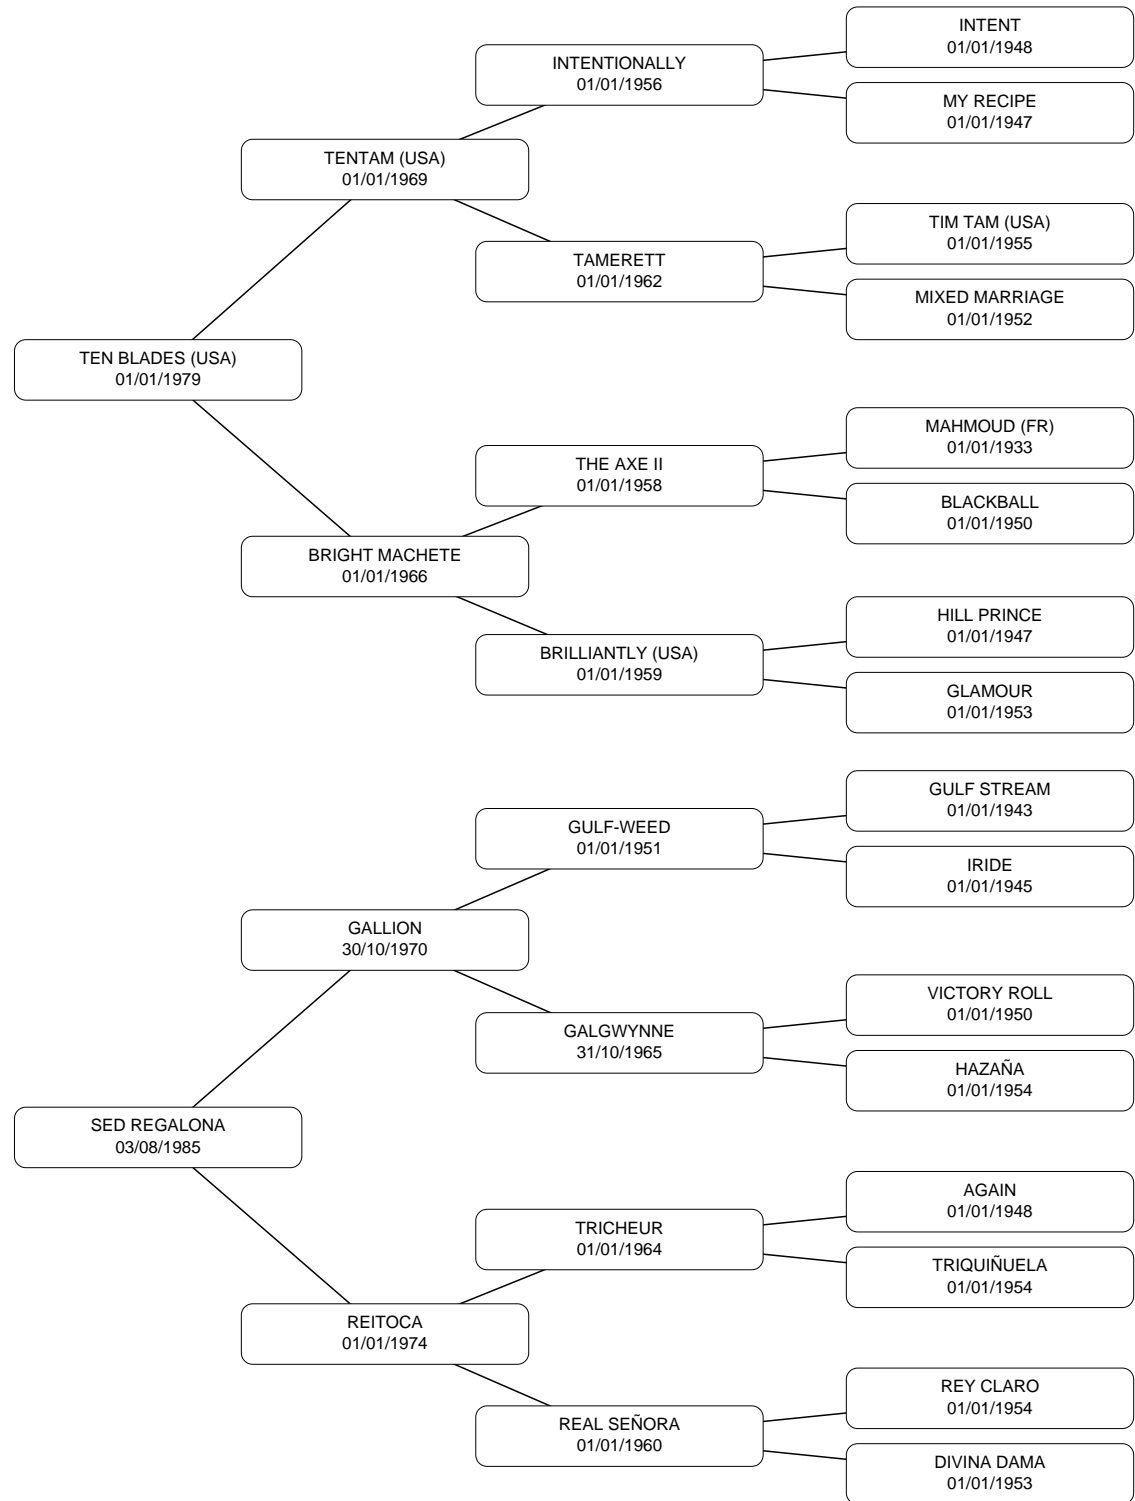 INTENT
01/01/1948
INTENTIONALLY
01/01/1956
MY RECIPE
01/01/1947
TENTAM (USA)
01/01/1969
TIM TAM (USA)
01/01/1955
TAMERETT
01/01/1962
MIXED MARRIAGE
01/01/1952
TEN BLADES (USA)
01/01/1979
MAHMOUD (FR)
01/01/1933
THE AXE II
01/01/1958
BLACKBALL
01/01/1950
BRIGHT MACHETE
01/01/1966
HILL PRINCE
01/01/1947
BRILLIANTLY (USA)
01/01/1959
GLAMOUR
01/01/1953
GULF STREAM
01/01/1943
GULF-WEED
01/01/1951
IRIDE
01/01/1945
GALLION
30/10/1970
VICTORY ROLL
01/01/1950
GALGWYNNE
31/10/1965
HAZAÑA
01/01/1954
SED REGALONA
03/08/1985
AGAIN
01/01/1948
TRICHEUR
01/01/1964
TRIQUIÑUELA
01/01/1954
REITOCA
01/01/1974
REY CLARO
01/01/1954
REAL SEÑORA
01/01/1960
DIVINA DAMA
01/01/1953